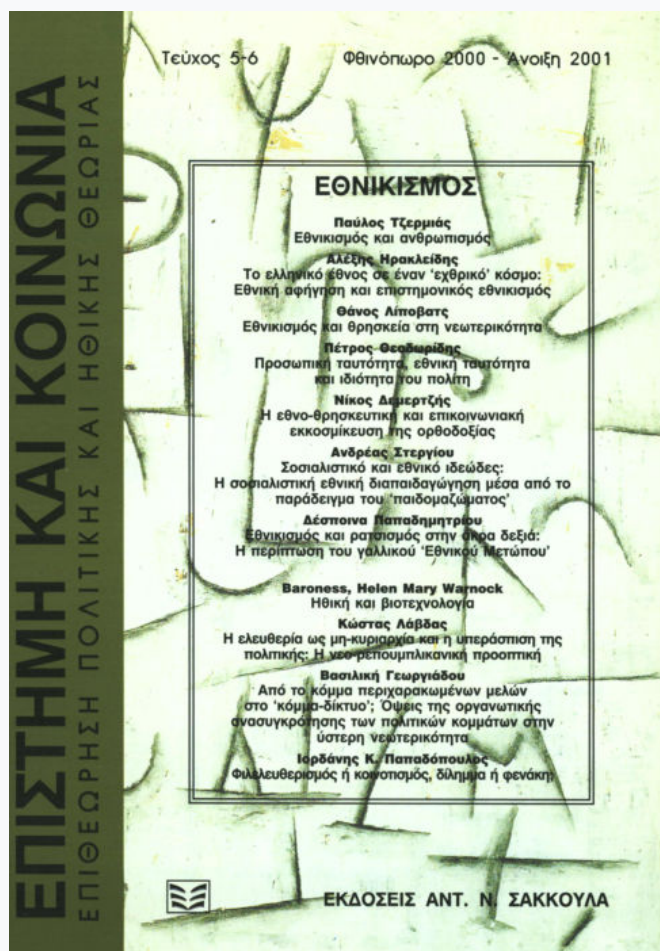 ΕΠΙΣΤΗΜΗ ΚΑΙ ΚΟΙΝΩΝΙΑ
ΕΠΙΘΕΩΡΗΣΗ ΠΟΛΙΤΙΚΗΣ ΚΑΙ ΗΘΙΚΗΣ ΘΕΩΡΙΑΣ
Τεύχος 5-6 Φθινόπωρο 2000 - Άνοιξη 2001
ΕΘΝΙΚΙΣΜΟΣ
Παύλος Τζερμιάς
Εθνικισμός και ανθρωπισμός
Αλέξης Ηρακλείδης
Το ελληνικό έθνος σε έναν 'εχθρικό' κόσμο:
Εθνική αφήγηση και επιστημονικός εθνικισμός
Θάνος Λίποβατς
Εθνικισμός και θρησκεία στη νεωτερικότητα
Πέτρος Θεοδωρίδης
Προσωπική ταυτότητα, εθνική ταυτότητα
και ιδιότητα του πολίτη
Νίκος Δεμερτζής
Η εθνο-θρησκευτική και επικοινωνιακή
εκκοσμίκευση της ορθοδοξίας
Ανδρέας Στεργίου
Σοσιαλιστικό και εθνικό ιδεώδες:
Η σοσιαλιστική εθνική διαπαιδαγώγηση μέσα από το
παράδειγμα του 'παιδομαζώματος'
Δέσποινα Παπαδημητρίου
Εθνικισμός και ρατσισμός στην άκρα δεξιά:
Η περίπτωση του γαλλικού 'Εθνικού Μετώπου'
Baroness, Helen Mary Warnock
Ηθική και βιοτεχνολογία
Κώστας Λάβδας
Η ελευθερία ως μη-κυριαρχία και η υπεράσπιση της
πολιτικής: Η νεο-ρεπουμπλικανική προοπτική
Βασιλική Γεωργιάδου
Από το κόμμα περιχαρακωμένων μελών
στο 'κόμμα-δίκτυο'; Όψεις της οργανωτικής
ανασυγκρότησης των πολιτικών κομμάτων στην
ύστερη νεωτερικότητα
Ιορδάνης Κ. Παπαδόπουλος
Φιλελευθερισμός ή κοινοτισμός, δίλημμα ή φενάκη;
ΕΚΔΟΣΕΙΣ ΑΝΤ. Ν. ΣΑΚΚΟΥΛΑ